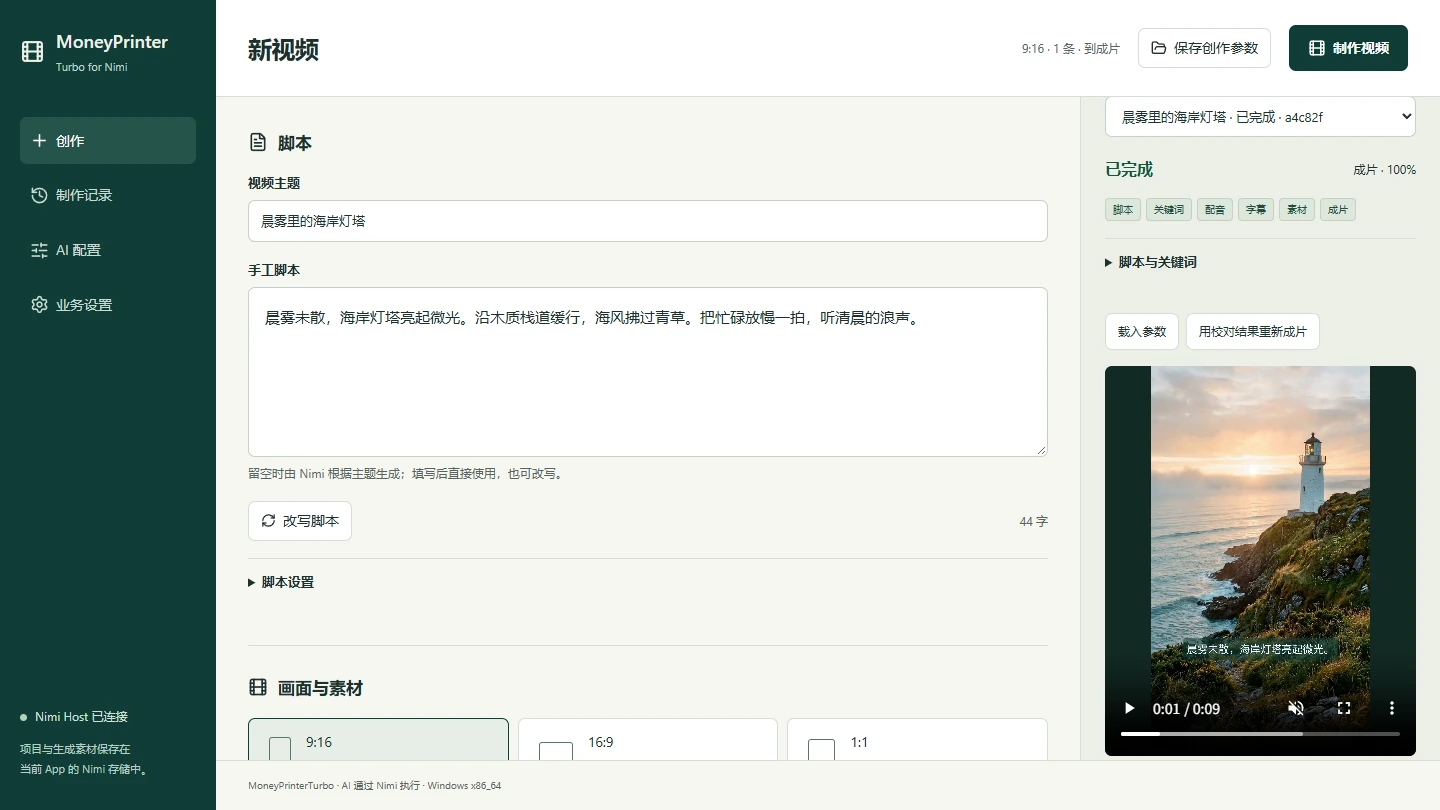 MoneyPrinter
Turbo for Nimi
创作
制作记录
AI 配置
业务设置
Nimi Host 已连接
项目与生成素材保存在
当前 App 的 Nimi 存储中。
新视频
9:16 · 1 条 · 到成片
保存创作参数
制作视频
脚本
视频主题
晨雾里的海岸灯塔
手工脚本
晨雾未散，海岸灯塔亮起微光。沿木质栈道缓行，海风拂过青草。把忙碌放慢一拍，听清晨的浪声。
留空时由 Nimi 根据主题生成；填写后直接使用，也可改写。
改写脚本
44 字
脚本设置
画面与素材
9:16
16:9
1:1
晨雾里的海岸灯塔 · 已完成 · a4c82f
已完成
成片 · 100%
脚本
关键词
配音
字幕
素材
成片
脚本与关键词
载入参数
用校对结果重新成片
晨雾未散，海岸灯塔亮起微光。
0:01 / 0:09
MoneyPrinterTurbo · AI 通过 Nimi 执行 · Windows x86_64